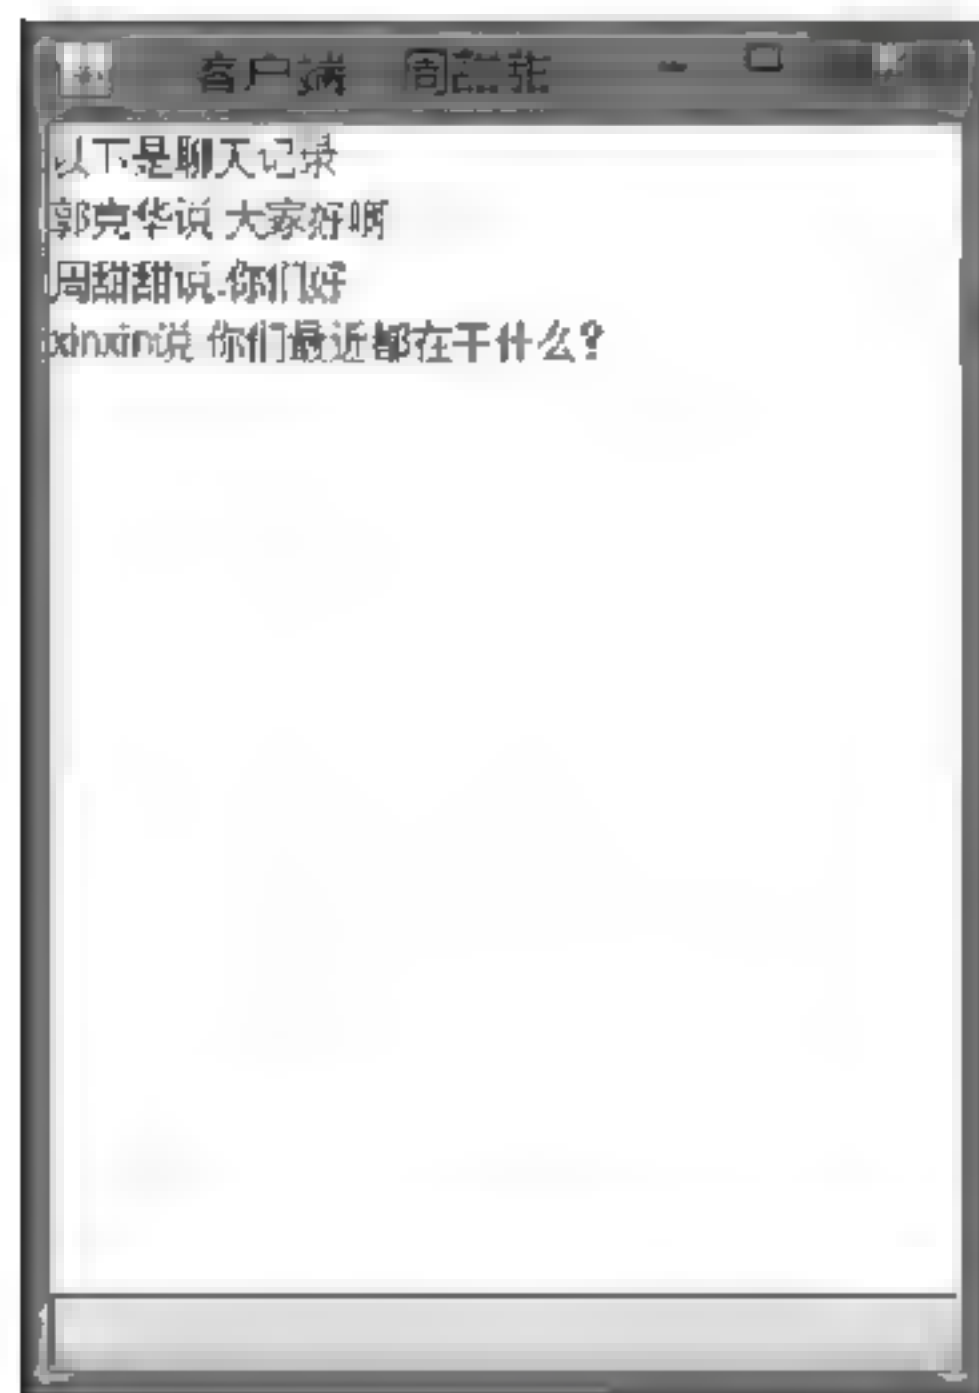 客户端 周甜甜
以下是聊天记录
郭克华说 大家好啊
周甜甜说:你们好
xinxin说 你们最近都在干什么?